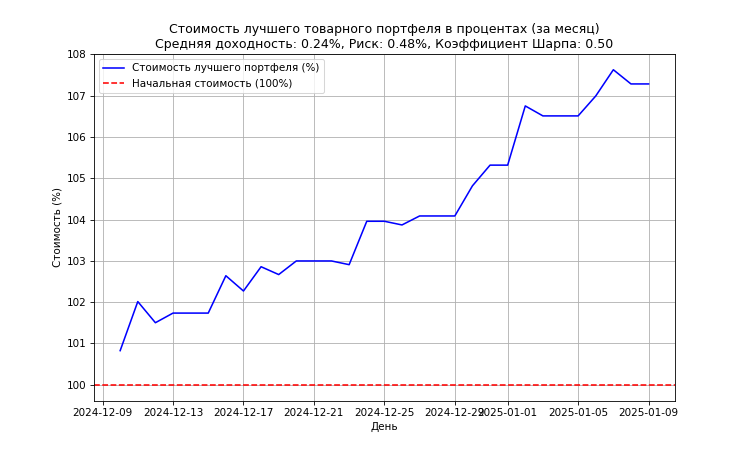 Стоимость лучшего товарного портфеля в процентах (за месяц)
Средняя доходность: 0.24%, Риск: 0.48%, Коэффициент Шарпа: 0.50
Стоимость лучшего портфеля (%)
Начальная стоимость (100%)
Стоимость (%)
108
107
106
105
104
103
102
101
100
2024-12-09 2024-12-13 2024-12-17 2024-12-21 2024-12-25 2024-12-29 2025-01-01 2025-01-05 2025-01-09
День